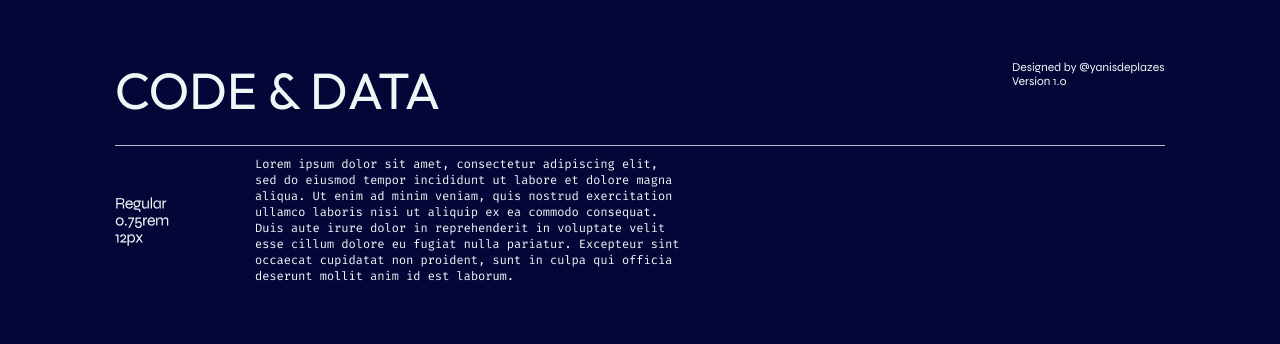 CODE & DATA
Designed by @yanisdeplazes
Version 1.0
Regular
0.75rem
12px
Lorem ipsum dolor sit amet, consectetur adipiscing elit,
sed do eiusmod tempor incididunt ut labore et dolore magna
aliqua. Ut enim ad minim veniam, quis nostrud exercitation
ullamco laboris nisi ut aliquip ex ea commodo consequat.
Duis aute irure dolor in reprehenderit in voluptate velit
esse cillum dolore eu fugiat nulla pariatur. Excepteur sint
occaecat cupidatat non proident, sunt in culpa qui officia
deserunt mollit anim id est laborum.